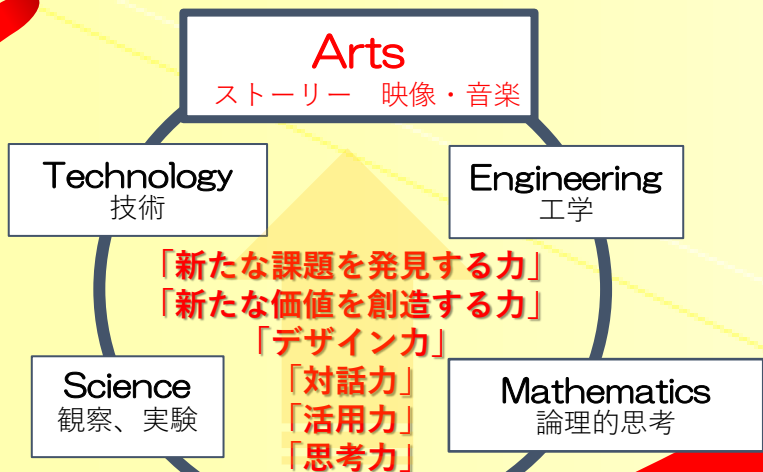 Arts
ストーリー　映像・音楽
Technology
技術
Engineering
工学
「新たな課題を発見する力」
「新たな価値を創造する力」
「デザイン力」
「対話力」
「活用力」
「思考力」
Science
観察、実験
Mathematics
論理的思考